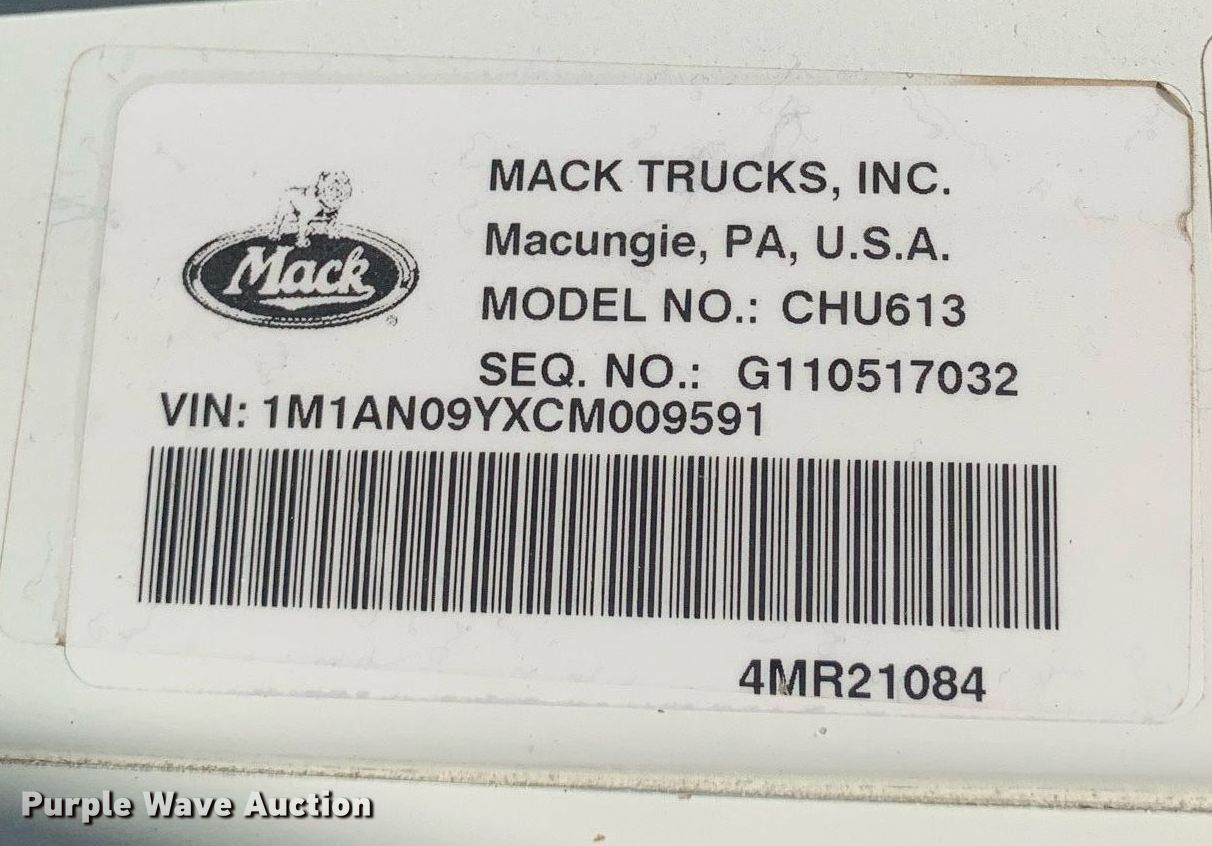 Mack
MACK TRUCKS, INC.
Macungie, PA, U.S.A.
MODEL NO.: CHU613
SEQ. NO.: G110517032
VIN: 1M1AN09YXCM009591
4MR21084
Purple Wave Auction